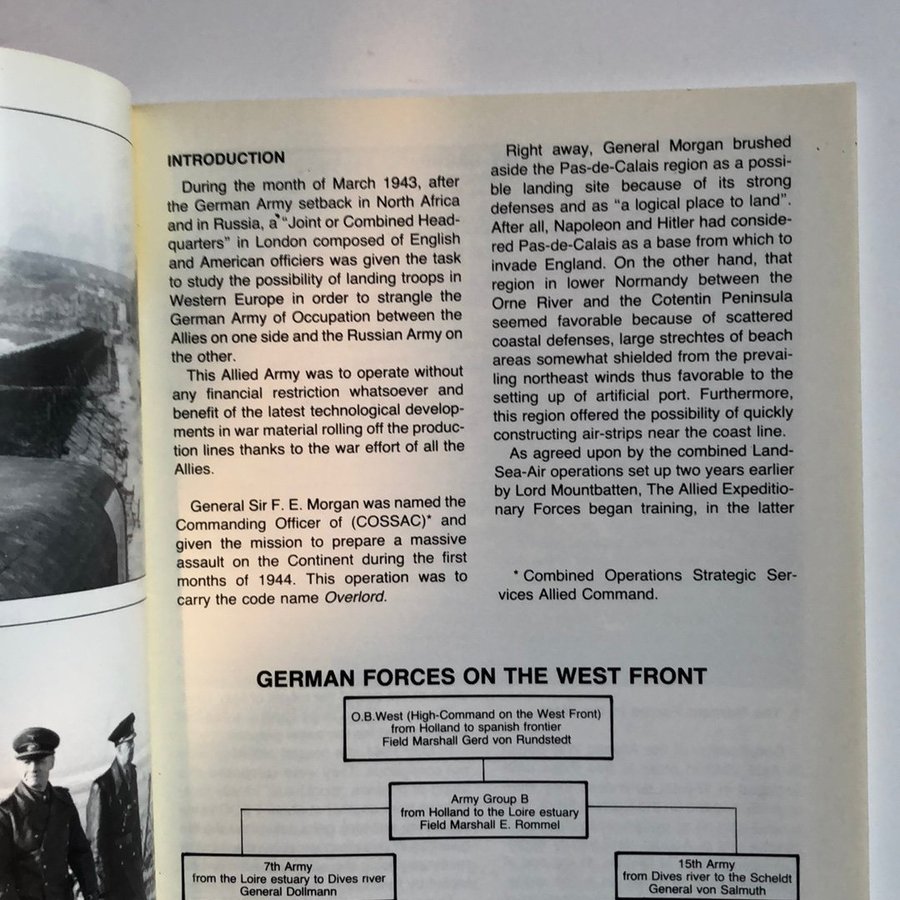 INTRODUCTION
During the month of March 1943, after
the German Army setback in North Africa
and in Russia, a “Joint or Combined Head-
quarters” in London composed of English
and American officiers was given the task
to study the possibility of landing troops in
Western Europe in order to strangle the
German Army of Occupation between the
Allies on one side and the Russian Army on
the other.
This Allied Army was to operate without
any financial restriction whatsoever and
benefit of the latest technological develop-
ments in war material rolling off the produc-
tion lines thanks to the war effort of all the
Allies.
General Sir F. E. Morgan was named the
Commanding Officer of (COSSAC)* and
given the mission to prepare a massive
assault on the Continent during the first
months of 1944. This operation was to
carry the code name Overlord.
Right away, General Morgan brushed
aside the Pas-de-Calais region as a possi-
ble landing site because of its strong
defenses and as “a logical place to land”.
After all, Napoleon and Hitler had conside-
red Pas-de-Calais as a base from which to
invade England. On the other hand, that
region in lower Normandy between the
Orne River and the Cotentin Peninsula
seemed favorable because of scattered
coastal defenses, large strechtes of beach
areas somewhat shielded from the prevai-
ling northeast winds thus favorable to the
setting up of artificial port. Furthermore,
this region offered the possibility of quickly
constructing air-strips near the coast line.
As agreed upon by the combined Land-
Sea-Air operations set up two years earlier
by Lord Mountbatten, The Allied Expeditio-
nary Forces began training, in the latter
* Combined Operations Strategic Ser-
vices Allied Command.
GERMAN FORCES ON THE WEST FRONT
O.B.West (High-Command on the West Front)
from Holland to spanish frontier
Field Marshall Gerd von Rundstedt
Army Group B
from Holland to the Loire estuary
Field Marshall E. Rommel
7th Army
from the Loire estuary to Dives river
General Dollmann
15th Army
from Dives river to the Scheldt
General von Salmuth